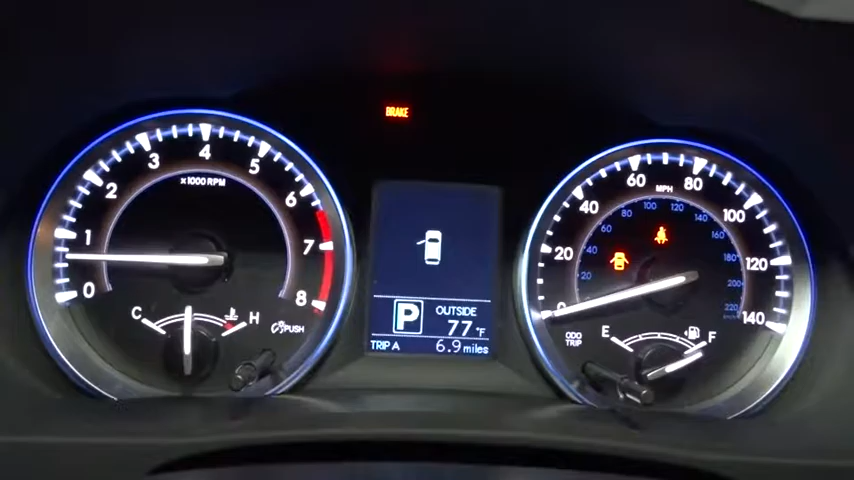 BRAKE
0
1
2
3
4
5
6
7
8
×1000 RPM
C
H
PUSH
P
OUTSIDE
77°F
TRIP A
6.9 miles
0
20
40
60
80
100
120
140
MPH
20
40
60
80
100
120
140
160
180
200
220
ODO
TRIP
E
F